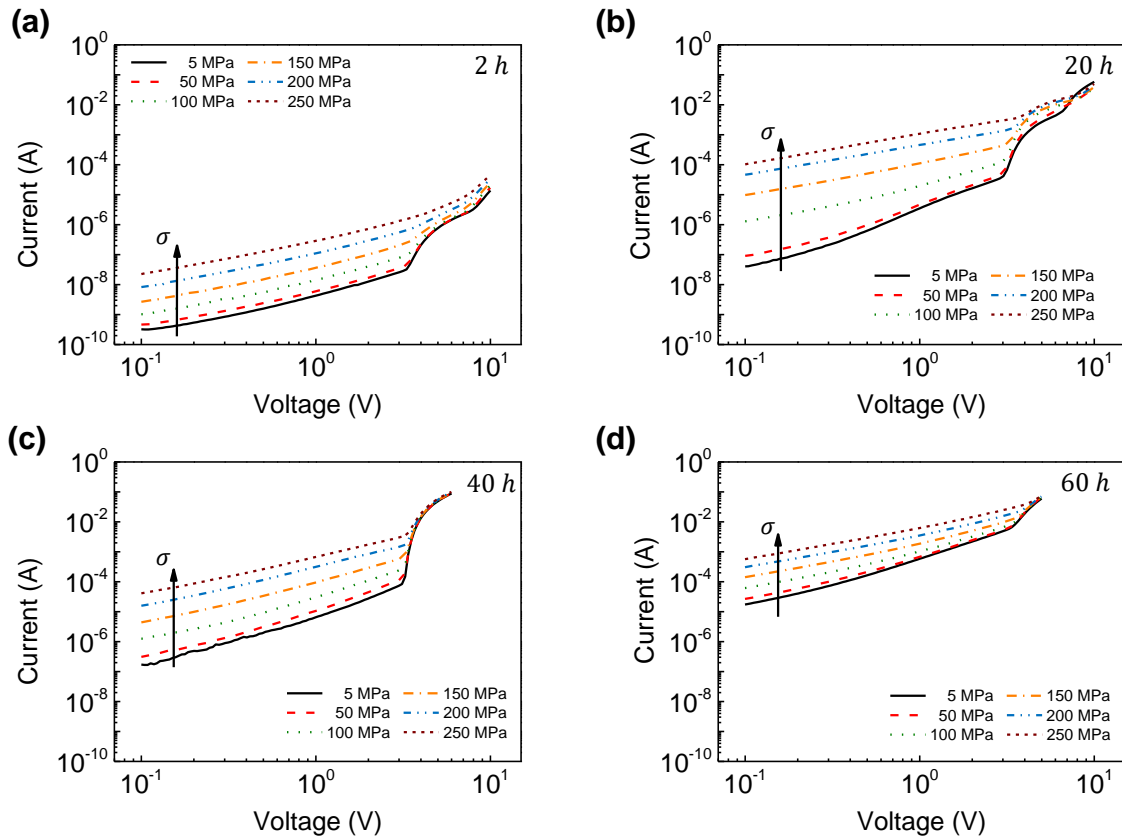 (a)
10^0
10^-2
10^-4
10^-6
10^-8
10^-10
Current (A)
5 MPa
50 MPa
100 MPa
150 MPa
200 MPa
250 MPa
2 h
σ
10^-1
10^0
10^1
Voltage (V)
(b)
10^0
10^-2
10^-4
10^-6
10^-8
10^-10
Current (A)
20 h
σ
5 MPa
50 MPa
100 MPa
150 MPa
200 MPa
250 MPa
10^-1
10^0
10^1
Voltage (V)
(c)
10^0
10^-2
10^-4
10^-6
10^-8
10^-10
Current (A)
40 h
σ
5 MPa
50 MPa
100 MPa
150 MPa
200 MPa
250 MPa
10^-1
10^0
10^1
Voltage (V)
(d)
10^0
10^-2
10^-4
10^-6
10^-8
10^-10
Current (A)
60 h
σ
5 MPa
50 MPa
100 MPa
150 MPa
200 MPa
250 MPa
10^-1
10^0
10^1
Voltage (V)